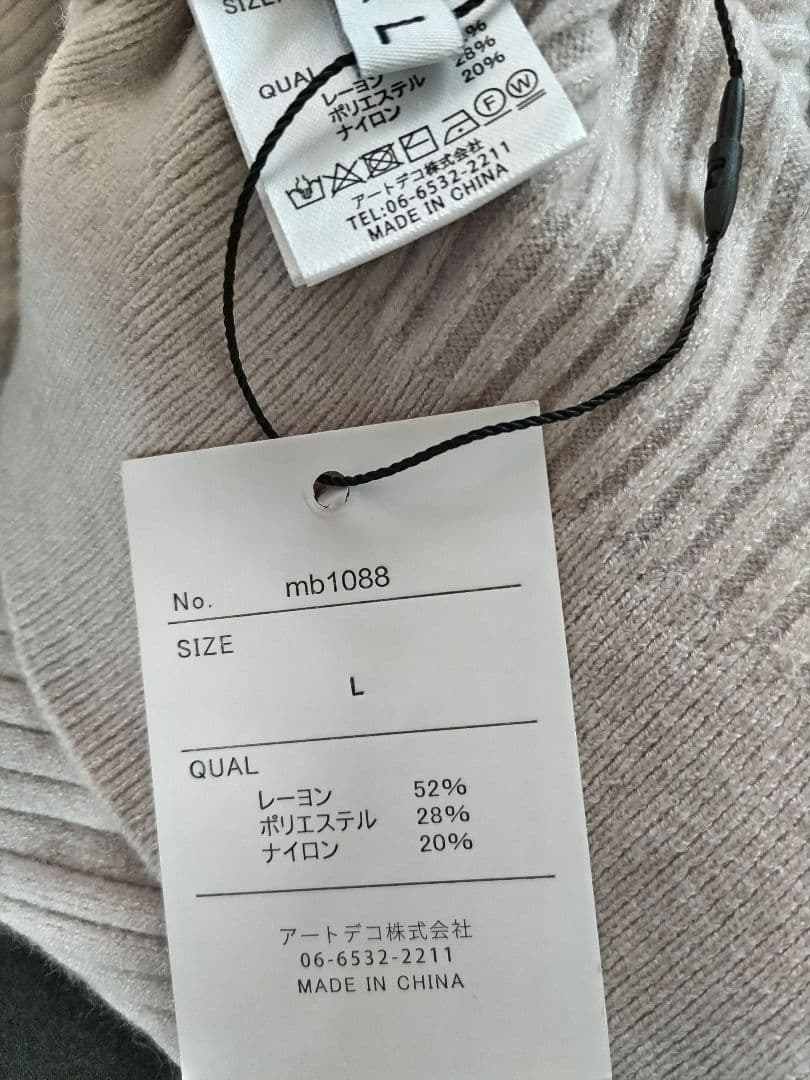 SIZE
L
QUAL
%
レーヨン 28%
ポリエステル 20%
ナイロン
F W
アートデコ株式会社
TEL:06-6532-2211
MADE IN CHINA
No. mb1088
SIZE
L
QUAL
レーヨン 52%
ポリエステル 28%
ナイロン 20%
アートデコ株式会社
06-6532-2211
MADE IN CHINA